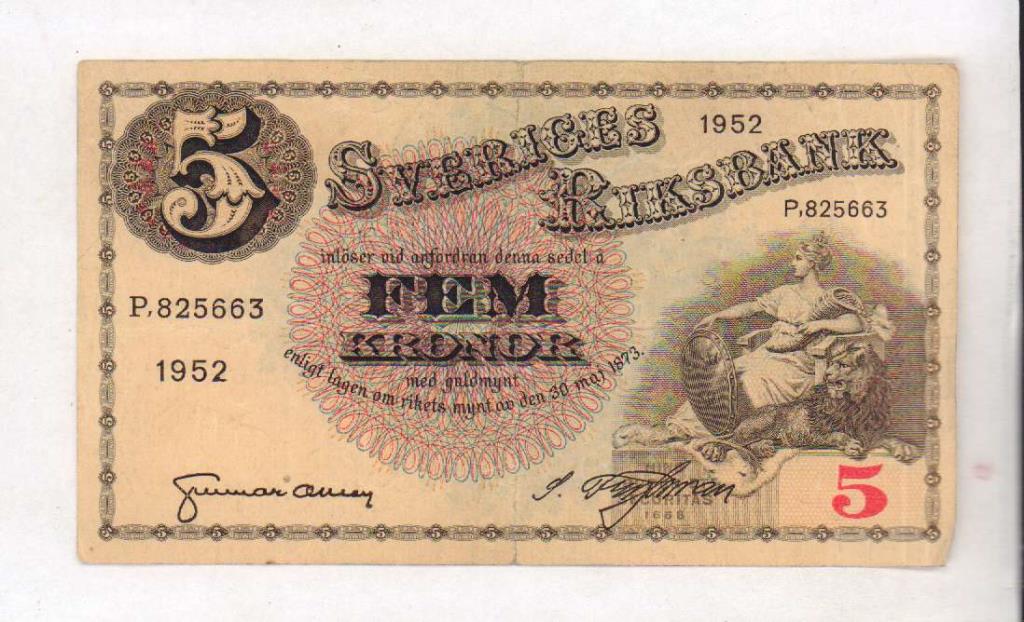 5
SVERIGES
1952
RIKSBANK
P,825663
inlöser vid anfordran denna sedel å
FEM
P,825663
KRONOR
1952
med guldmynt
enligt lagen om rikets mynt av den 30 maj 1873.
1668
5